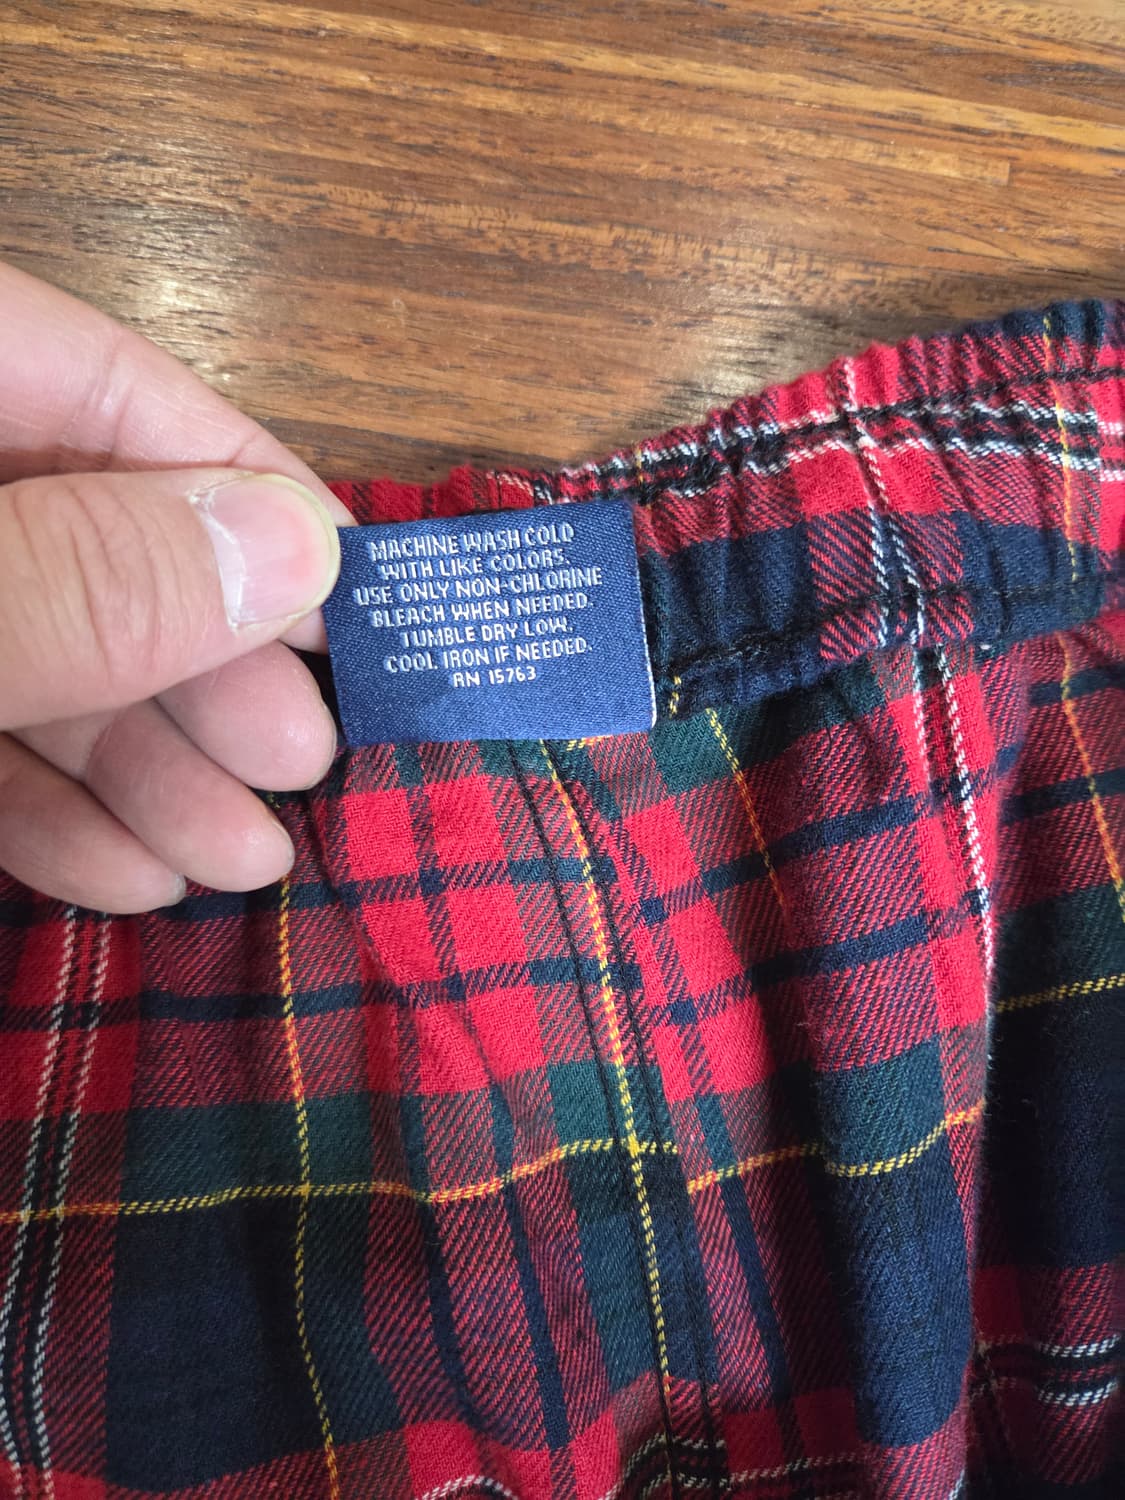 MACHINE WASH COLD
WITH LIKE COLORS.
USE ONLY NON-CHLORINE
BLEACH WHEN NEEDED.
TUMBLE DRY LOW.
COOL IRON IF NEEDED.
RN 15763